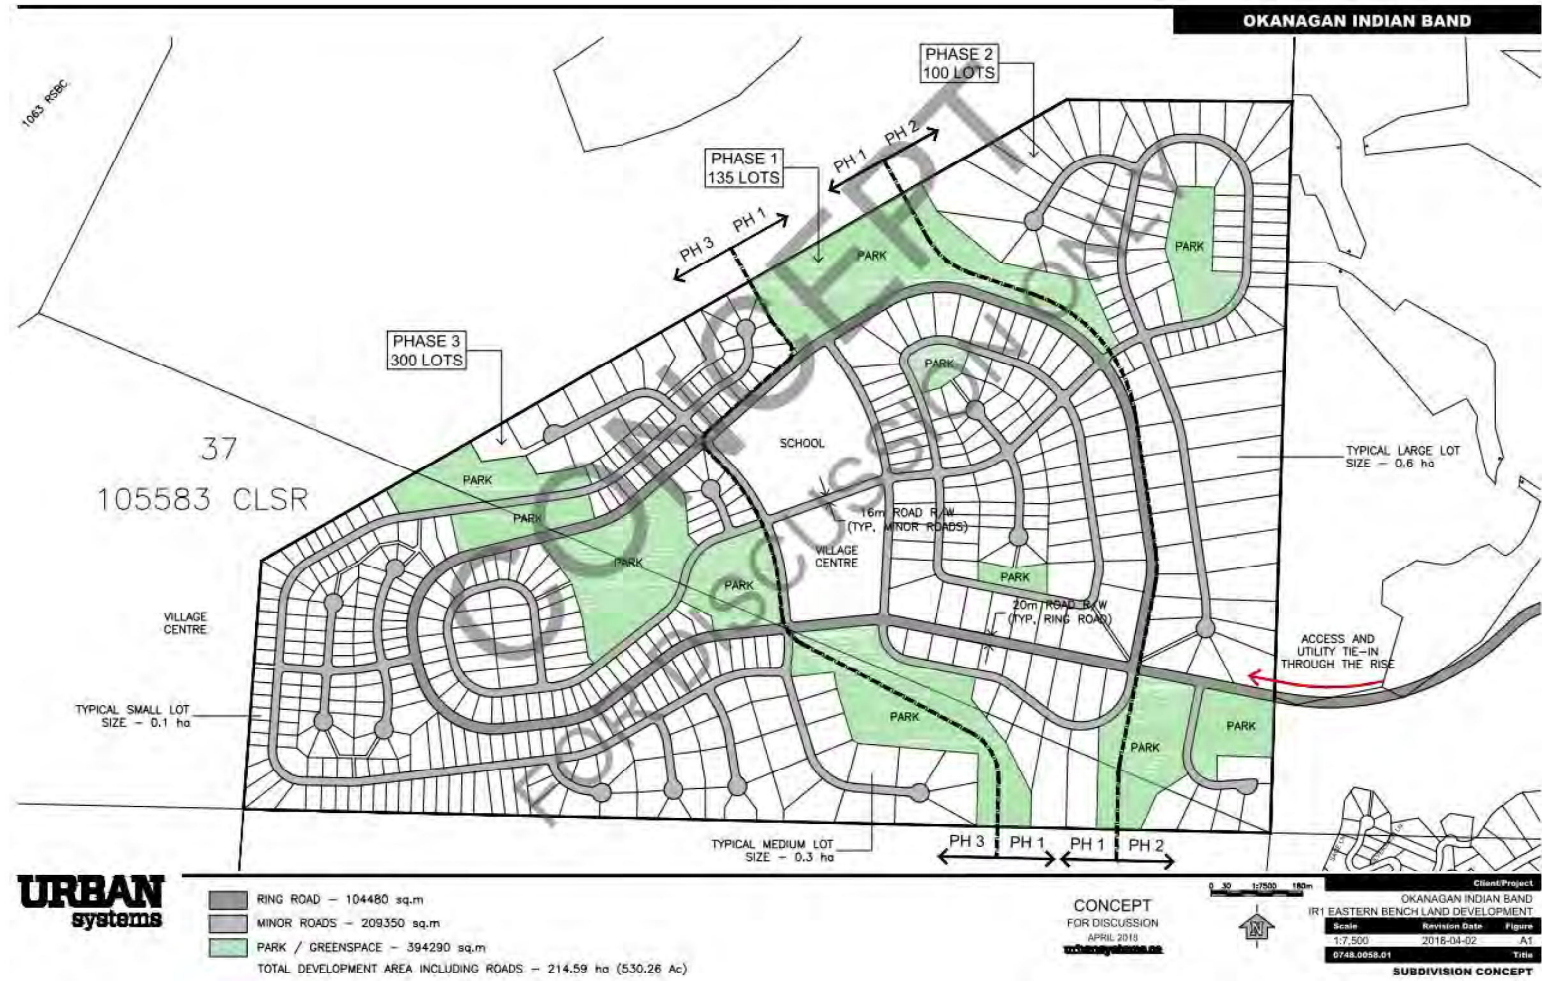 OKANAGAN INDIAN BAND
1063 RSBC.
PHASE 2
100 LOTS
PH 1 PH 2
PHASE 1
135 LOTS
PH 3 PH 1
PARK
PARK
PHASE 3
300 LOTS
PARK
37
105583 CLSR
SCHOOL
TYPICAL LARGE LOT
SIZE – 0.6 ha
PARK
PARK
16m ROAD R/W
(TYP. MINOR ROADS)
VILLAGE
CENTRE
PARK
PARK
PARK
20m ROAD R/W
(TYP. RING ROAD)
VILLAGE
CENTRE
ACCESS AND
UTILITY TIE–IN
THROUGH THE RISE
TYPICAL SMALL LOT
SIZE – 0.1 ha
PARK
PARK
PARK
TYPICAL MEDIUM LOT
SIZE – 0.3 ha
PH 3 PH 1
PH 1 PH 2
CONCEPT
FOR DISCUSSION ONLY
URBAN
systems
RING ROAD – 104480 sq.m
MINOR ROADS – 209350 sq.m
PARK / GREENSPACE – 394290 sq.m
TOTAL DEVELOPMENT AREA INCLUDING ROADS – 214.59 ha (530.26 Ac)
CONCEPT
FOR DISCUSSION
APRIL 2018
urbansystems.ca
0 30 1:7500 150m
N
Client/Project
OKANAGAN INDIAN BAND
IR1 EASTERN BENCH LAND DEVELOPMENT
Scale Revision Date Figure
1:7,500 2018-04-02 A1
0748.0058.01 Title
SUBDIVISION CONCEPT